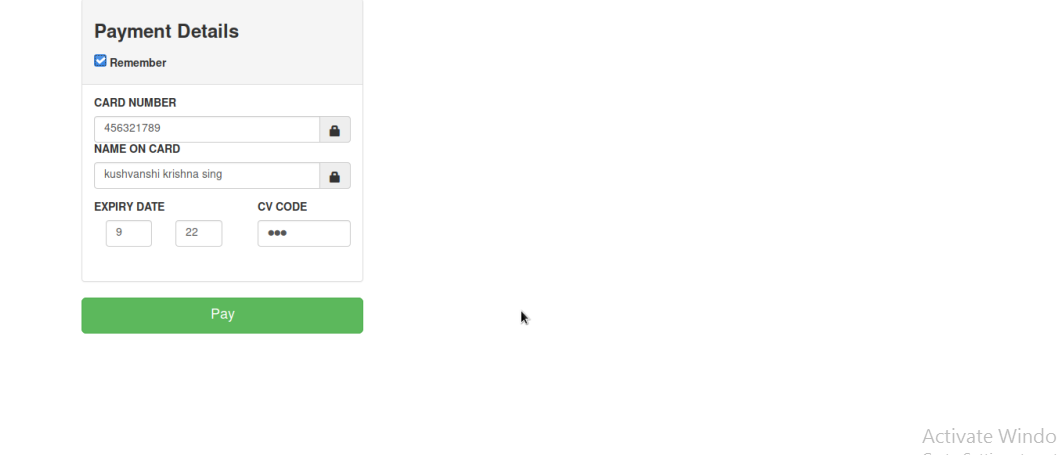 Payment Details
Remember
CARD NUMBER
456321789
NAME ON CARD
kushvanshi krishna sing
EXPIRY DATE CV CODE
9 22 •••
Pay
Activate Windo